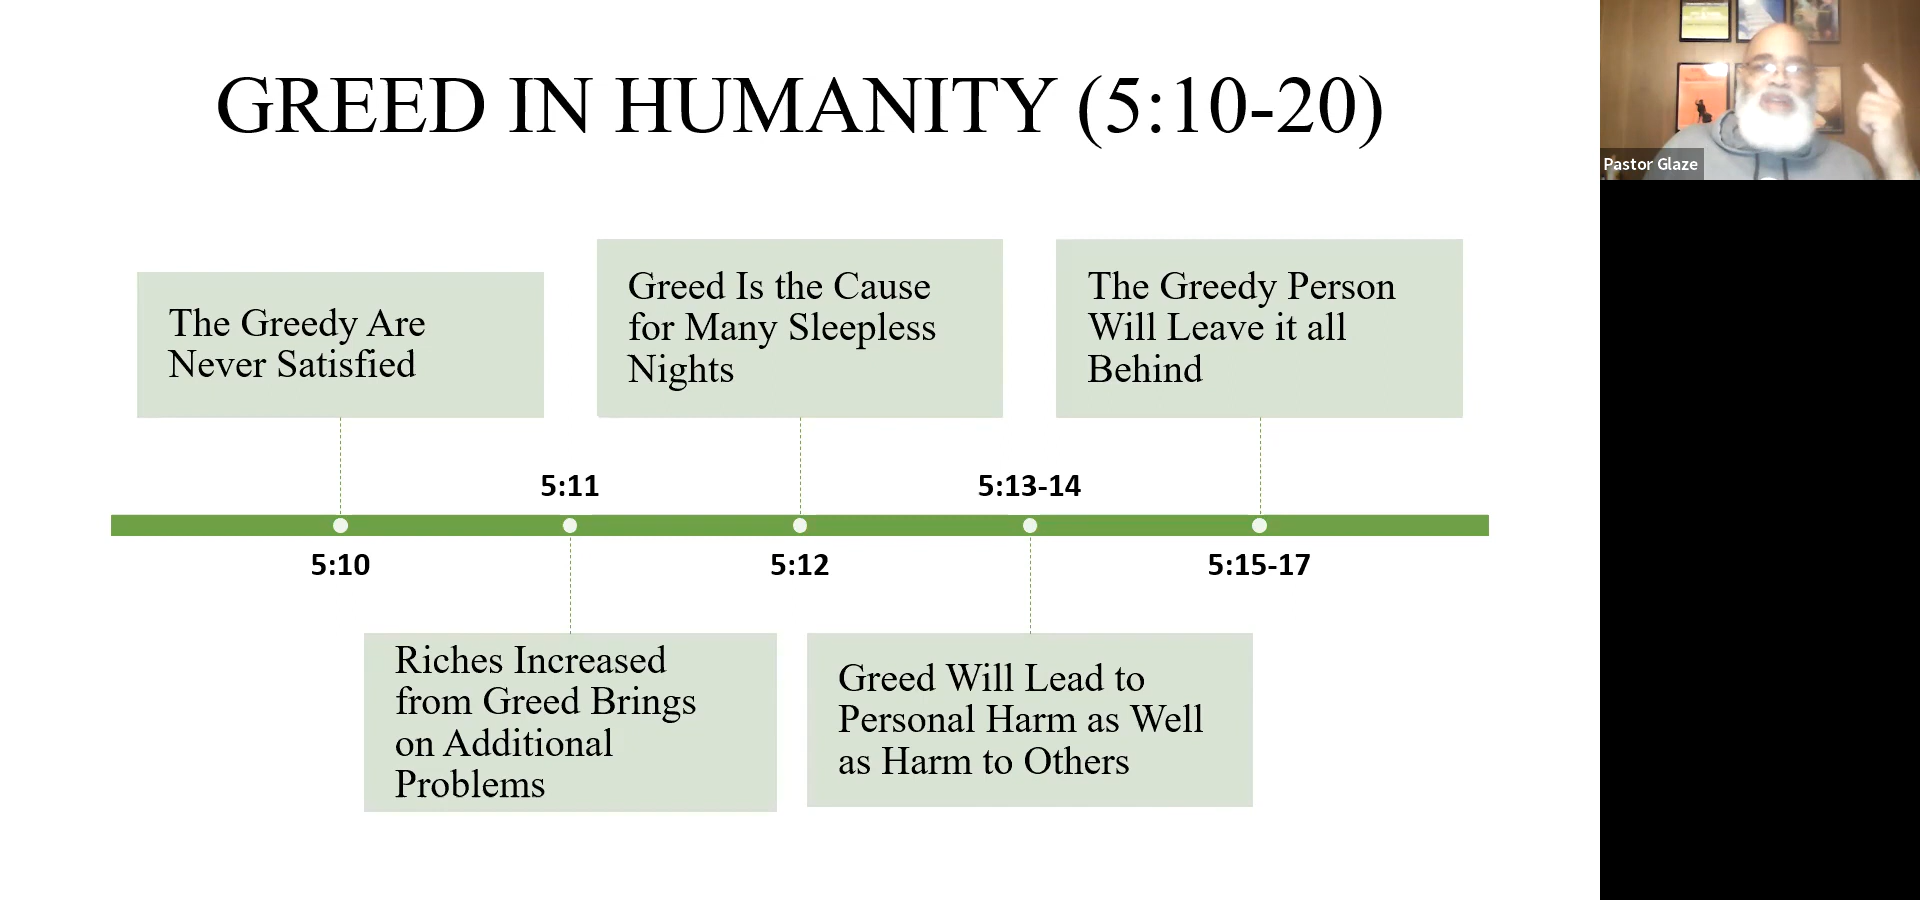 GREED IN HUMANITY (5:10-20)
The Greedy Are
Never Satisfied
5:10
5:11
Riches Increased
from Greed Brings
on Additional
Problems
Greed Is the Cause
for Many Sleepless
Nights
5:12
5:13-14
Greed Will Lead to
Personal Harm as Well
as Harm to Others
The Greedy Person
Will Leave it all
Behind
5:15-17
Pastor Glaze